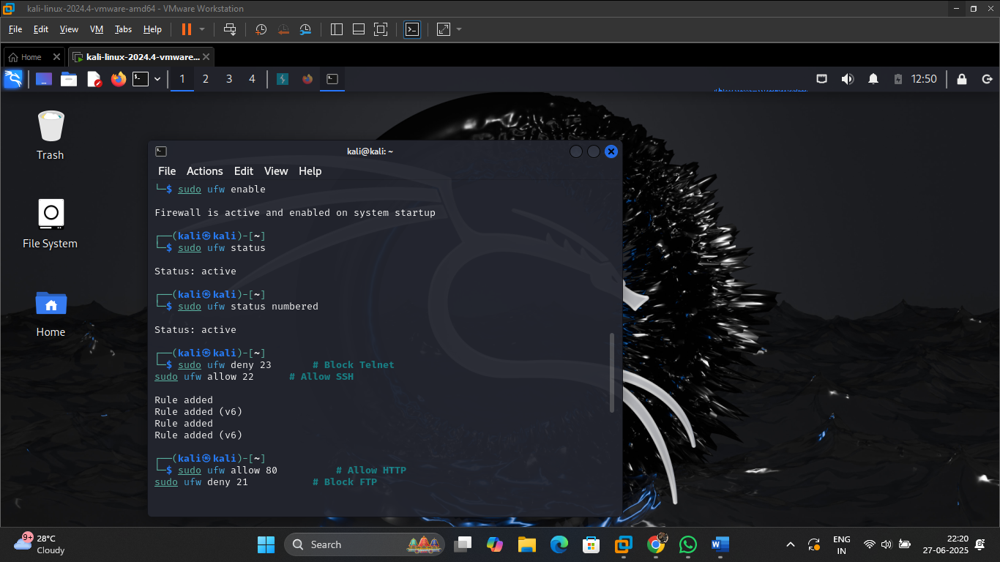 kali-linux-2024.4-vmware-amd64 - VMware Workstation
File Edit View VM Tabs Help
Home
kali-linux-2024.4-vmware...
1 2 3 4
12:50
Trash
File System
Home
kali@kali: ~
File Actions Edit View Help
└─$ sudo ufw enable
Firewall is active and enabled on system startup
┌──(kali㉿kali)-[~]
└─$ sudo ufw status
Status: active
┌──(kali㉿kali)-[~]
└─$ sudo ufw status numbered
Status: active
┌──(kali㉿kali)-[~]
└─$ sudo ufw deny 23 # Block Telnet
sudo ufw allow 22 # Allow SSH
Rule added
Rule added (v6)
Rule added
Rule added (v6)
┌──(kali㉿kali)-[~]
└─$ sudo ufw allow 80 # Allow HTTP
sudo ufw deny 21 # Block FTP
9+
28°C
Cloudy
Search
ENG
IN
22:20
27-06-2025